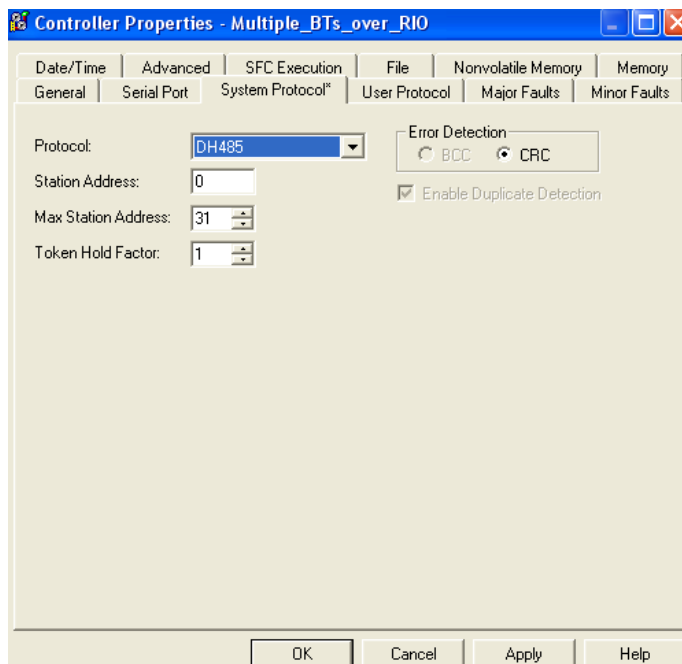 Controller Properties - Multiple_BTs_over_RIO
Date/Time Advanced SFC Execution File Nonvolatile Memory Memory
General Serial Port System Protocol* User Protocol Major Faults Minor Faults
Protocol: DH485
Error Detection
BCC CRC
Station Address: 0
Enable Duplicate Detection
Max Station Address: 31
Token Hold Factor: 1
OK Cancel Apply Help